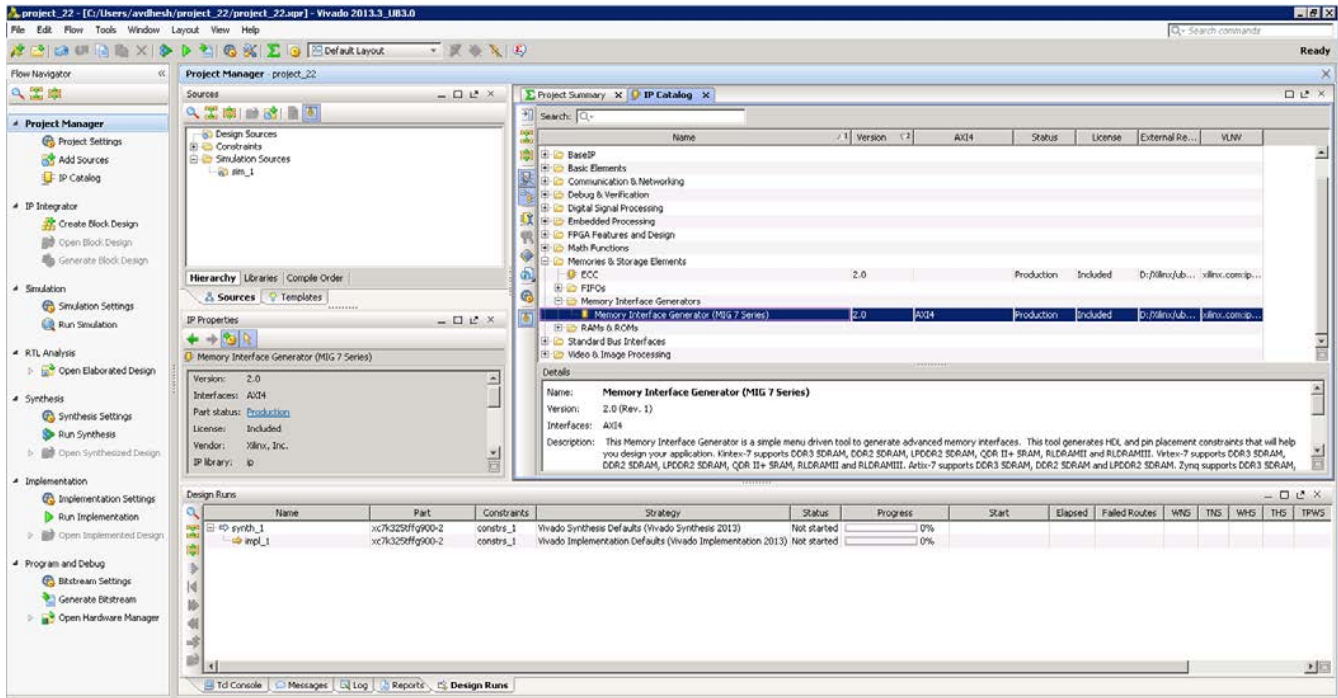 project_22 - [C:/Users/avdhesh/project_22/project_22.xpr] - Vivado 2013.3_UB3.0
File Edit Flow Tools Window Layout View Help
Q- Search commands
Default Layout
Ready
Flow Navigator
Project Manager
Project Settings
Add Sources
IP Catalog
IP Integrator
Create Block Design
Open Block Design
Generate Block Design
Simulation
Simulation Settings
Run Simulation
RTL Analysis
Open Elaborated Design
Synthesis
Synthesis Settings
Run Synthesis
Open Synthesized Design
Implementation
Implementation Settings
Run Implementation
Open Implemented Design
Program and Debug
Bitstream Settings
Generate Bitstream
Open Hardware Manager
Project Manager - project_22
Sources
Design Sources
Constraints
Simulation Sources
sim_1
Hierarchy Libraries Compile Order
Sources Templates
IP Properties
Memory Interface Generator (MIG 7 Series)
Version: 2.0
Interfaces: AXI4
Part status: Production
License: Included
Vendor: Xilinx, Inc.
IP library: ip
Project Summary IP Catalog
Search: Q-
Name Version AXI4 Status License External Re... VLNV
BaseIP
Basic Elements
Communication & Networking
Debug & Verification
Digital Signal Processing
Embedded Processing
FPGA Features and Design
Math Functions
Memories & Storage Elements
ECC 2.0 Production Included D:/Xilinx/ub... xilinx.com:ip...
FIFOs
Memory Interface Generators
Memory Interface Generator (MIG 7 Series) 2.0 AXI4 Production Included D:/Xilinx/ub... xilinx.com:ip...
RAMs & ROMs
Standard Bus Interfaces
Video & Image Processing
Details
Name: Memory Interface Generator (MIG 7 Series)
Version: 2.0 (Rev. 1)
Interfaces: AXI4
Description: This Memory Interface Generator is a simple menu driven tool to generate advanced memory interfaces. This tool generates HDL and pin placement constraints that will help
you design your application. Kintex-7 supports DDR3 SDRAM, DDR2 SDRAM, LPDDR2 SDRAM, QDR II+ SRAM, RLDRAMII and RLDRAMIII. Virtex-7 supports DDR3 SDRAM,
DDR2 SDRAM, LPDDR2 SDRAM, QDR II+ SRAM, RLDRAMII and RLDRAMIII. Artix-7 supports DDR3 SDRAM, DDR2 SDRAM and LPDDR2 SDRAM. Zynq supports DDR3 SDRAM,
Design Runs
Name Part Constraints Strategy Status Progress Start Elapsed Failed Routes WNS TNS WHS THS TPWS
synth_1 xc7k325tffg900-2 constrs_1 Vivado Synthesis Defaults (Vivado Synthesis 2013) Not started 0%
impl_1 xc7k325tffg900-2 constrs_1 Vivado Implementation Defaults (Vivado Implementation 2013) Not started 0%
Tcl Console Messages Log Reports Design Runs